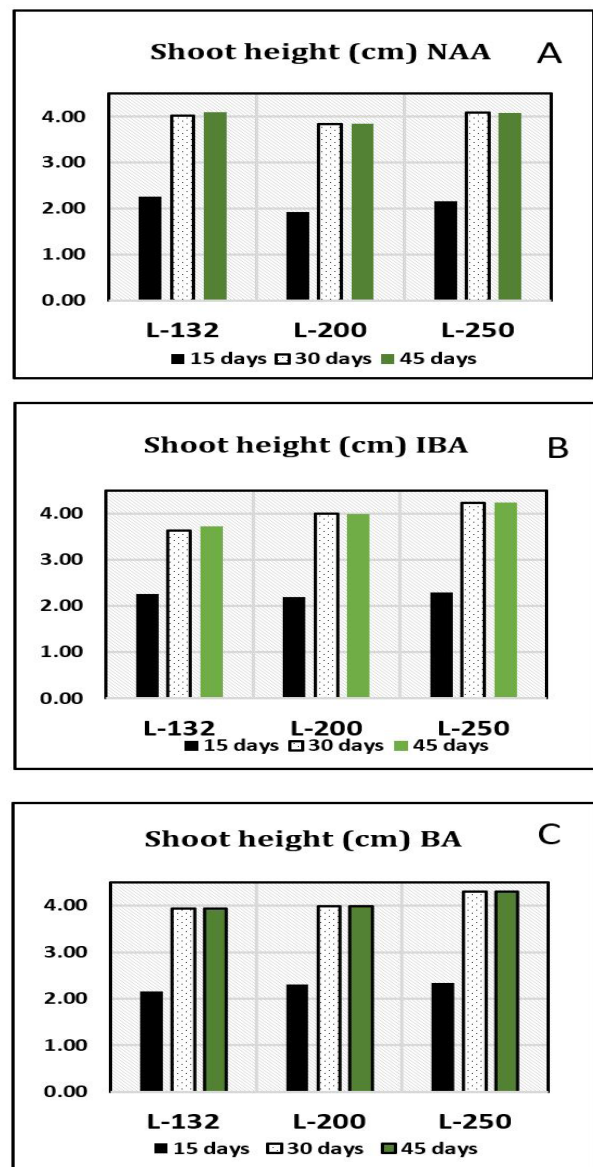 Shoot height (cm) NAA A
4.00
3.00
2.00
1.00
0.00
L-132 L-200 L-250
15 days 30 days 45 days
Shoot height (cm) IBA B
4.00
3.00
2.00
1.00
0.00
L-132 L-200 L-250
15 days 30 days 45 days
Shoot height (cm) BA C
4.00
3.00
2.00
1.00
0.00
L-132 L-200 L-250
15 days 30 days 45 days